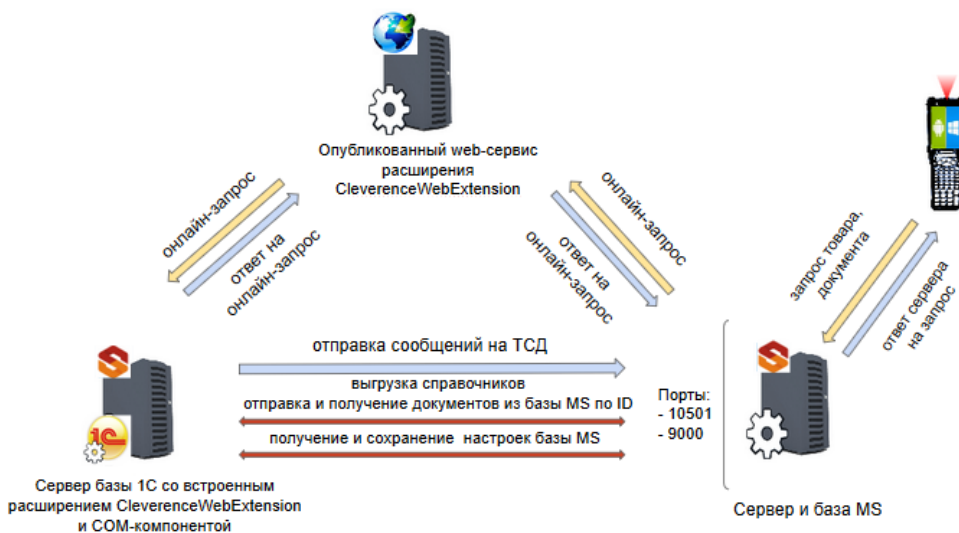 Опубликованный web-сервис
расширения
CleverenceWebExtension
онлайн-запрос
ответ на
онлайн-запрос
онлайн-запрос
ответ на
онлайн-запрос
запрос товара,
документа
ответ сервера
на запрос
отправка сообщений на ТСД
выгрузка справочников
отправка и получение документов из базы MS по ID
получение и сохранение настроек базы MS
Порты:
- 10501
- 9000
1С
Сервер базы 1С со встроенным
расширением CleverenceWebExtension
и COM-компонентой
Сервер и база MS